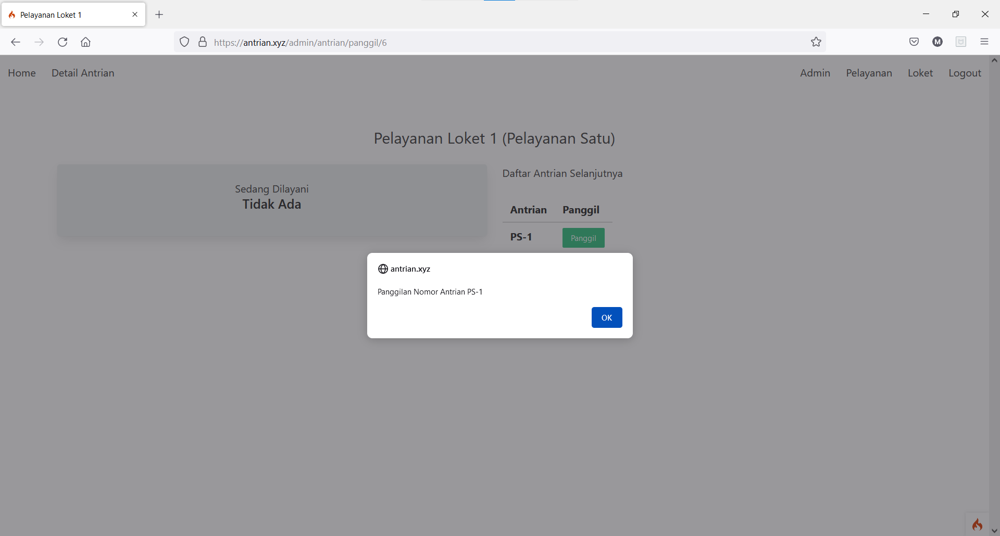 Pelayanan Loket 1
https://antrian.xyz/admin/antrian/panggil/6
M
Home Detail Antrian Admin Pelayanan Loket Logout
Pelayanan Loket 1 (Pelayanan Satu)
Sedang Dilayani
Tidak Ada
Daftar Antrian Selanjutnya
Antrian Panggil
PS-1 Panggil
antrian.xyz
Panggilan Nomor Antrian PS-1
OK